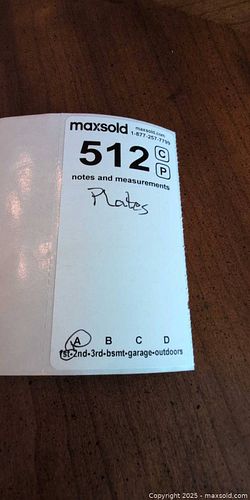 maxsold maxsold.com
1-877-257-7790
512 C
P
notes and measurements
Plates
A B C D
1st-2nd-3rd-bsmt-garage-outdoors
Copyright © 2025 - maxsold.com